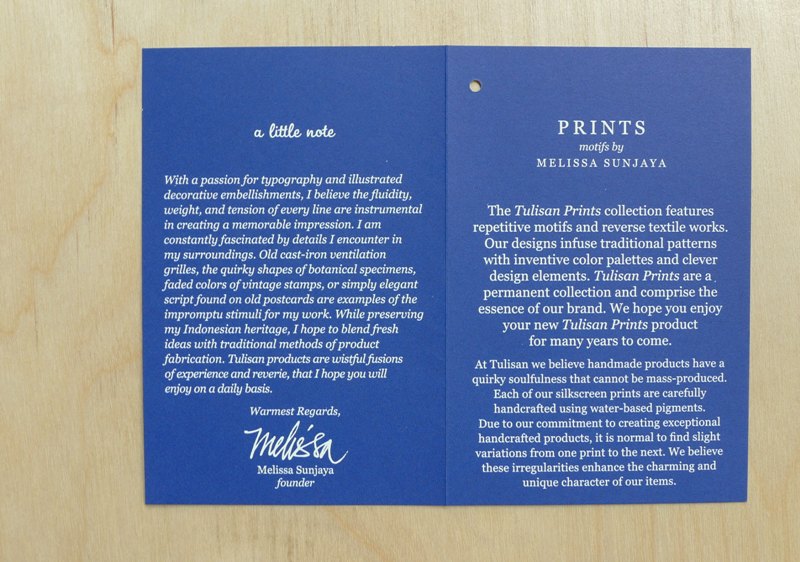 a little note
With a passion for typography and illustrated
decorative embellishments, I believe the fluidity,
weight, and tension of every line are instrumental
in creating a memorable impression. I am
constantly fascinated by details I encounter in
my surroundings. Old cast-iron ventilation
grilles, the quirky shapes of botanical specimens,
faded colors of vintage stamps, or simply elegant
script found on old postcards are examples of the
impromptu stimuli for my work. While preserving
my Indonesian heritage, I hope to blend fresh
ideas with traditional methods of product
fabrication. Tulisan products are wistful fusions
of experience and reverie, that I hope you will
enjoy on a daily basis.
Warmest Regards,
Melissa
Melissa Sunjaya
founder
PRINTS
motifs by
MELISSA SUNJAYA
The Tulisan Prints collection features
repetitive motifs and reverse textile works.
Our designs infuse traditional patterns
with inventive color palettes and clever
design elements. Tulisan Prints are a
permanent collection and comprise the
essence of our brand. We hope you enjoy
your new Tulisan Prints product
for many years to come.
At Tulisan we believe handmade products have a
quirky soulfulness that cannot be mass-produced.
Each of our silkscreen prints are carefully
handcrafted using water-based pigments.
Due to our commitment to creating exceptional
handcrafted products, it is normal to find slight
variations from one print to the next. We believe
these irregularities enhance the charming and
unique character of our items.